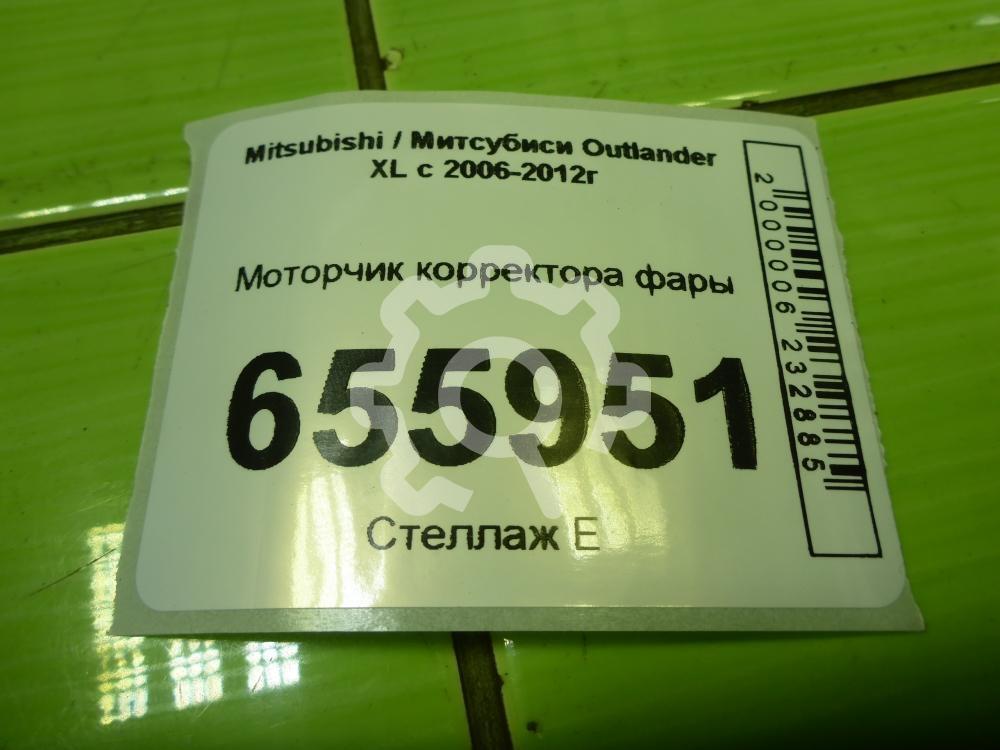 Mitsubishi / Митсубиси Outlander
XL с 2006-2012г
Моторчик корректора фары
655951
Стеллаж Е
2000006232885